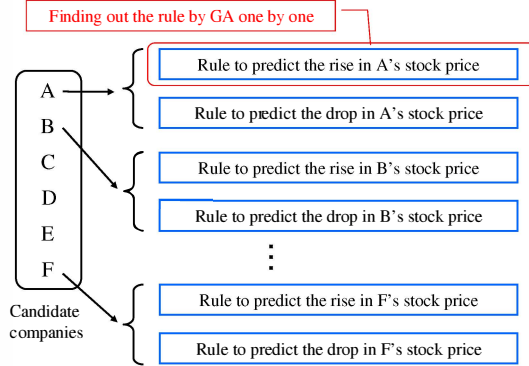 Finding out the rule by GA one by one
Rule to predict the rise in A's stock price
Rule to predict the drop in A's stock price
Rule to predict the rise in B's stock price
Rule to predict the drop in B's stock price
Rule to predict the rise in F's stock price
Rule to predict the drop in F's stock price
A
B
C
D
E
F
Candidate
companies